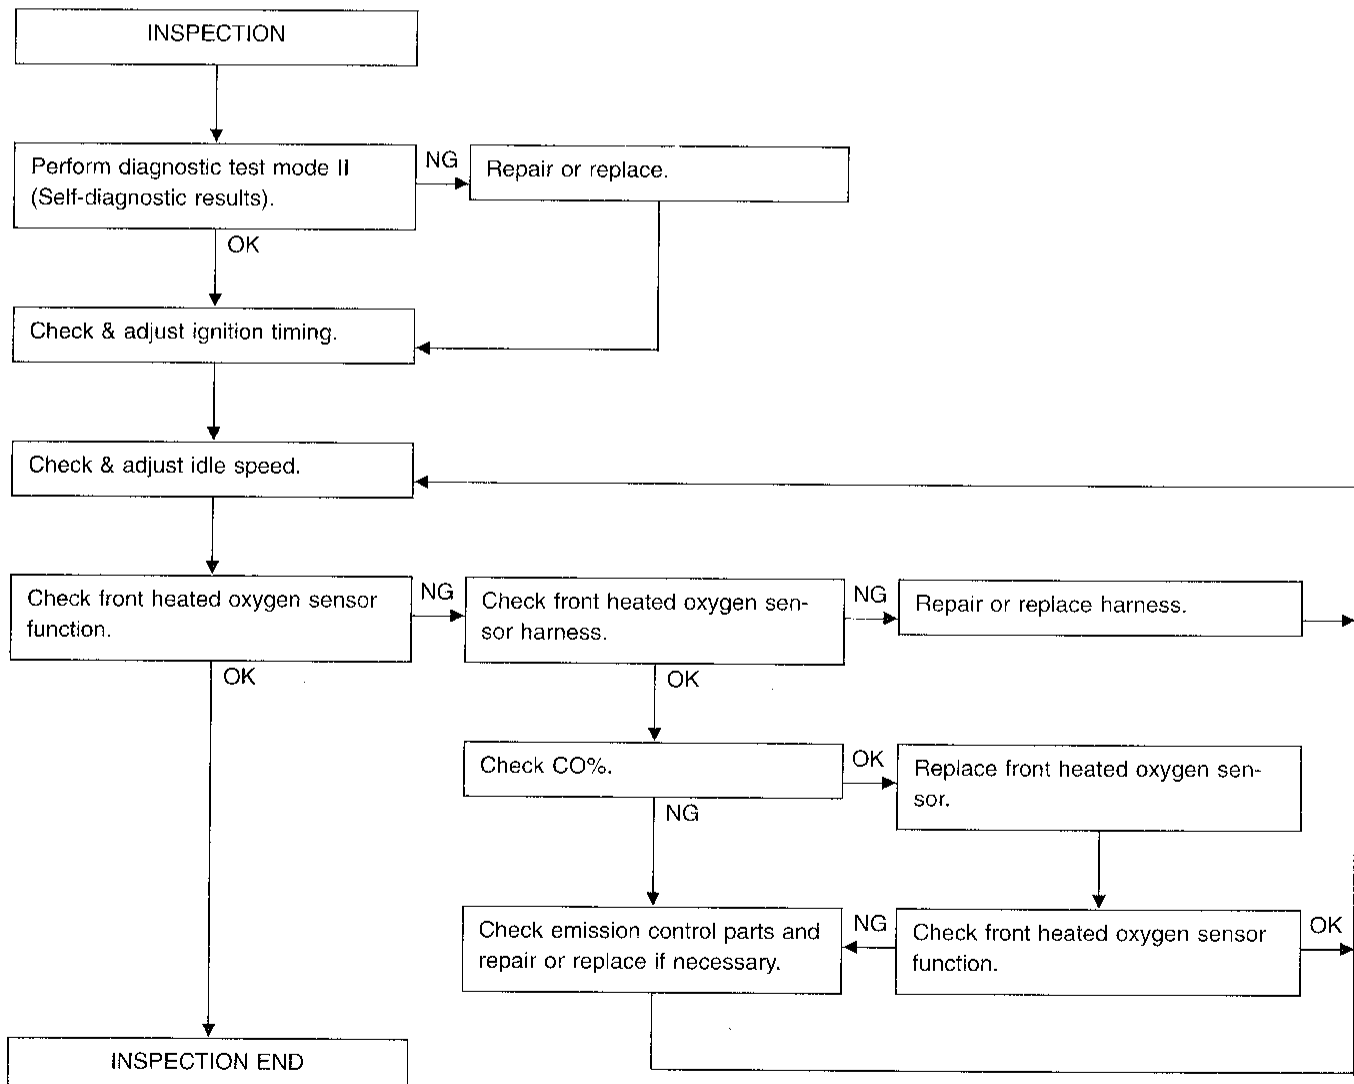 INSPECTION
Perform diagnostic test mode II
(Self-diagnostic results).
NG
Repair or replace.
OK
Check & adjust ignition timing.
Check & adjust idle speed.
Check front heated oxygen sensor
function.
NG
Check front heated oxygen sen-
sor harness.
NG
Repair or replace harness.
OK
OK
Check CO%.
OK
Replace front heated oxygen sen-
sor.
NG
Check emission control parts and
repair or replace if necessary.
NG
Check front heated oxygen sensor
function.
OK
INSPECTION END